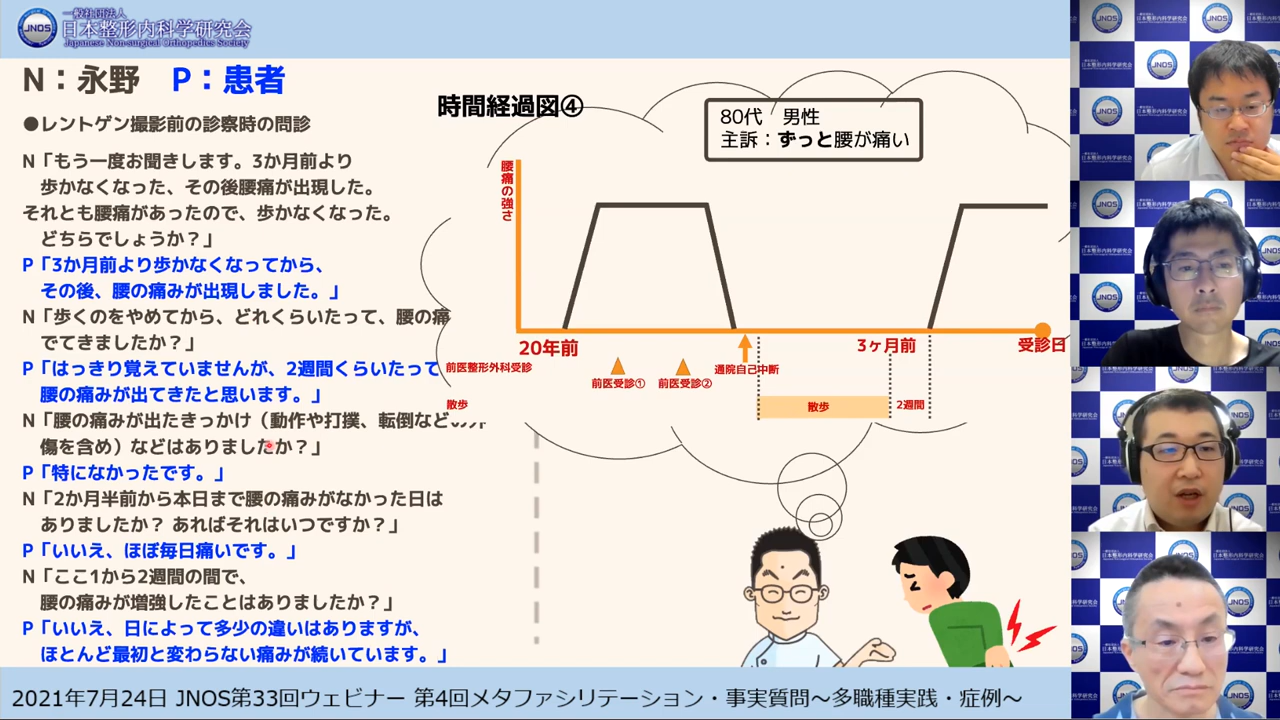 一般社団法人
JNOS 日本整形内科学研究会
Japanese Non-surgical Orthopedics Society
N：永野　P：患者
●レントゲン撮影前の診察時の問診
N「もう一度お聞きします。3か月前より
歩かなくなった、その後腰痛が出現した。
それとも腰痛があったので、歩かなくなった。
どちらでしょうか？」
P「3か月前より歩かなくなってから、
その後、腰の痛みが出現しました。」
N「歩くのをやめてから、どれくらいたって、腰の痛
でてきましたか？」
P「はっきり覚えていませんが、2週間くらいたって
腰の痛みが出てきたと思います。」
N「腰の痛みが出たきっかけ（動作や打撲、転倒などの外
傷を含め）などはありましたか？」
P「特になかったです。」
N「2か月半前から本日まで腰の痛みがなかった日は
ありましたか？ あればそれはいつですか？」
P「いいえ、ほぼ毎日痛いです。」
N「ここ1から2週間の間で、
腰の痛みが増強したことはありましたか？」
P「いいえ、日によって多少の違いはありますが、
ほとんど最初と変わらない痛みが続いています。」
時間経過図④
80代　男性
主訴：ずっと腰が痛い
腰痛の強さ
20年前
3ヶ月前
受診日
前医整形外科受診
前医受診①
前医受診②
通院自己中断
散歩
散歩
2週間
2021年7月24日 JNOS第33回ウェビナー 第4回メタファシリテーション・事実質問～多職種実践・症例～